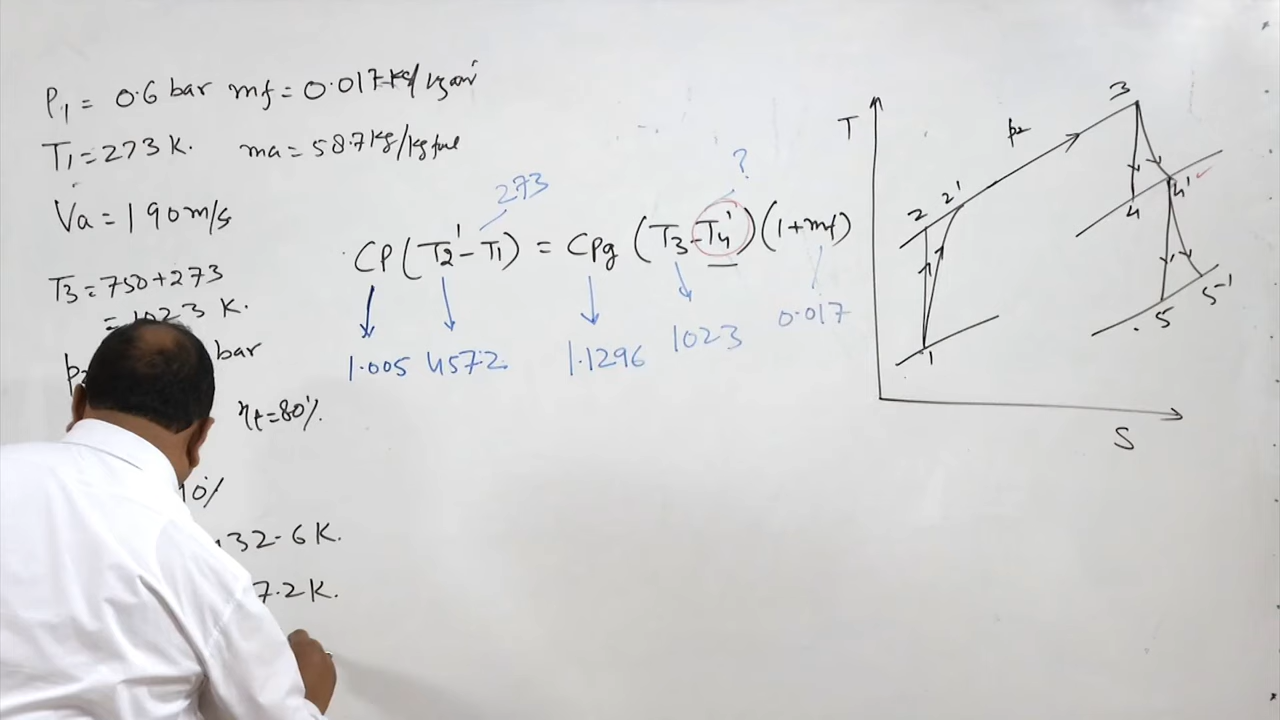 P1 = 0.6 bar mf = 0.017 kg/kg air
T1 = 273 K. ma = 58.7 kg/kg fuel
Va = 190 m/s
T3 = 750 + 273
= 1023 K.
bar
ηt = 80%.
10%
32.6 K.
7.2 K.
273
?
CP (T2' - T1) = CPg (T3 - T4') (1 + mf)
1.005 457.2 1.1296 1023 0.017
T
P2
3
2 2'
4 4'
1
5 5-1
S